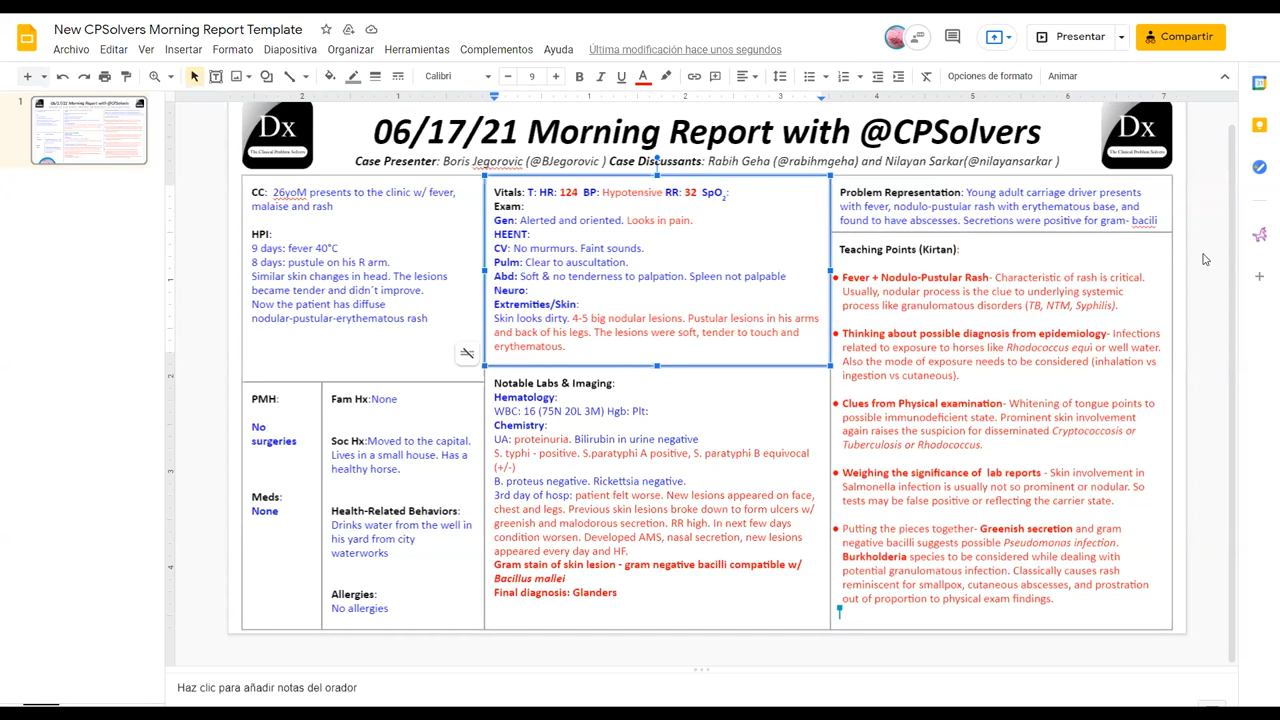 New CPSolvers Morning Report Template
Archivo Editar Ver Insertar Formato Diapositiva Organizar Herramientas Complementos Ayuda Última modificación hace unos segundos
Presentar
Compartir
Calibri
9
Opciones de formato
Animar
2 1 1 2 3 4 5 6 7
1
06/17/22 Morning Report with @CPSolvers
Dx
The Clinical Problem Solvers
Dx
The Clinical Problem Solvers
Case Presenter: Boris Jegorovic (@BJegorovic ) Case Discussants: Rabih Geha (@rabihmgeha) and Nilayan Sarkar(@nilayansarkar )
CC: 26yoM presents to the clinic w/ fever,
malaise and rash
HPI:
9 days: fever 40°C
8 days: pustule on his R arm.
Similar skin changes in head. The lesions
became tender and didn´t improve.
Now the patient has diffuse
nodular-pustular-erythematous rash
PMH:
No
surgeries
Meds:
None
Fam Hx:None
Soc Hx:Moved to the capital.
Lives in a small house. Has a
healthy horse.
Health-Related Behaviors:
Drinks water from the well in
his yard from city
waterworks
Allergies:
No allergies
Vitals: T: HR: 124 BP: Hypotensive RR: 32 SpO2:
Exam:
Gen: Alerted and oriented. Looks in pain.
HEENT:
CV: No murmurs. Faint sounds.
Pulm: Clear to auscultation.
Abd: Soft & no tenderness to palpation. Spleen not palpable
Neuro:
Extremities/Skin:
Skin looks dirty. 4-5 big nodular lesions. Pustular lesions in his arms
and back of his legs. The lesions were soft, tender to touch and
erythematous.
Notable Labs & Imaging:
Hematology:
WBC: 16 (75N 20L 3M) Hgb: Plt:
Chemistry:
UA: proteinuria. Bilirubin in urine negative
S. typhi - positive. S.paratyphi A positive, S. paratyphi B equivocal
(+/-)
B. proteus negative. Rickettsia negative.
3rd day of hosp: patient felt worse. New lesions appeared on face,
chest and legs. Previous skin lesions broke down to form ulcers w/
greenish and malodorous secretion. RR high. In next few days
condition worsen. Developed AMS, nasal secretion, new lesions
appeared every day and HF.
Gram stain of skin lesion - gram negative bacilli compatible w/
Bacillus mallei
Final diagnosis: Glanders
Problem Representation: Young adult carriage driver presents
with fever, nodulo-pustular rash with erythematous base, and
found to have abscesses. Secretions were positive for gram- bacili
Teaching Points (Kirtan):
Fever + Nodulo-Pustular Rash- Characteristic of rash is critical.
Usually, nodular process is the clue to underlying systemic
process like granulomatous disorders (TB, NTM, Syphilis).
Thinking about possible diagnosis from epidemiology- Infections
related to exposure to horses like Rhodococcus equi or well water.
Also the mode of exposure needs to be considered (inhalation vs
ingestion vs cutaneous).
Clues from Physical examination- Whitening of tongue points to
possible immunodeficient state. Prominent skin involvement
again raises the suspicion for disseminated Cryptococcosis or
Tuberculosis or Rhodococcus.
Weighing the significance of lab reports - Skin involvement in
Salmonella infection is usually not so prominent or nodular. So
tests may be false positive or reflecting the carrier state.
Putting the pieces together- Greenish secretion and gram
negative bacilli suggests possible Pseudomonas infection.
Burkholderia species to be considered while dealing with
potential granulomatous infection. Classically causes rash
reminiscent for smallpox, cutaneous abscesses, and prostration
out of proportion to physical exam findings.
Haz clic para añadir notas del orador